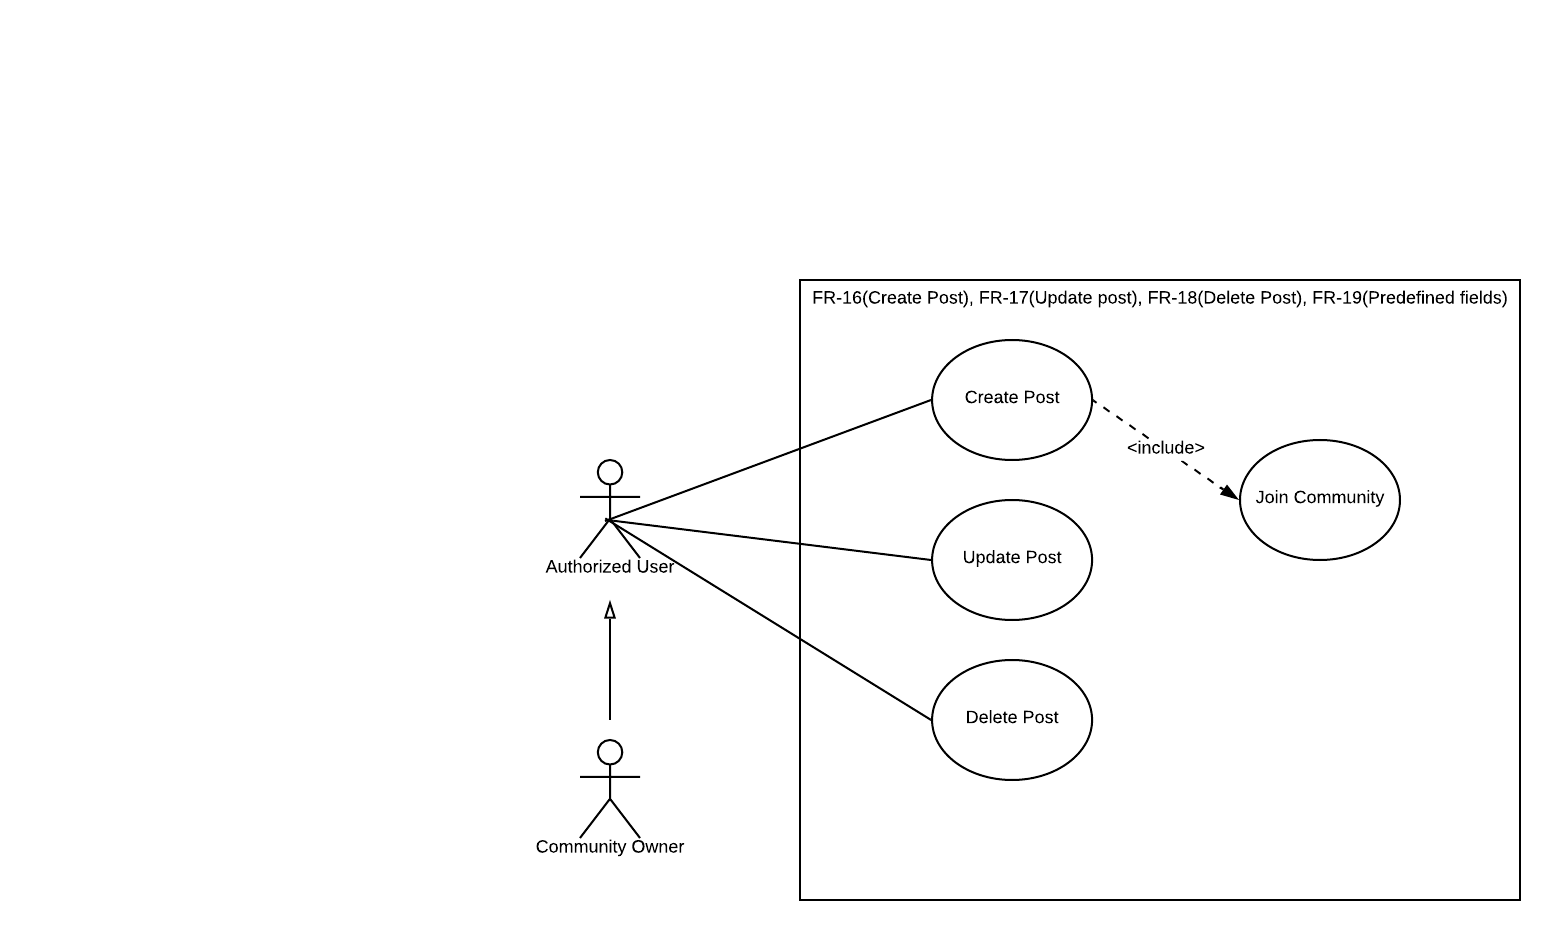 FR-16(Create Post), FR-17(Update post), FR-18(Delete Post), FR-19(Predefined fields)
Create Post
<include>
Join Community
Update Post
Authorized User
Delete Post
Community Owner